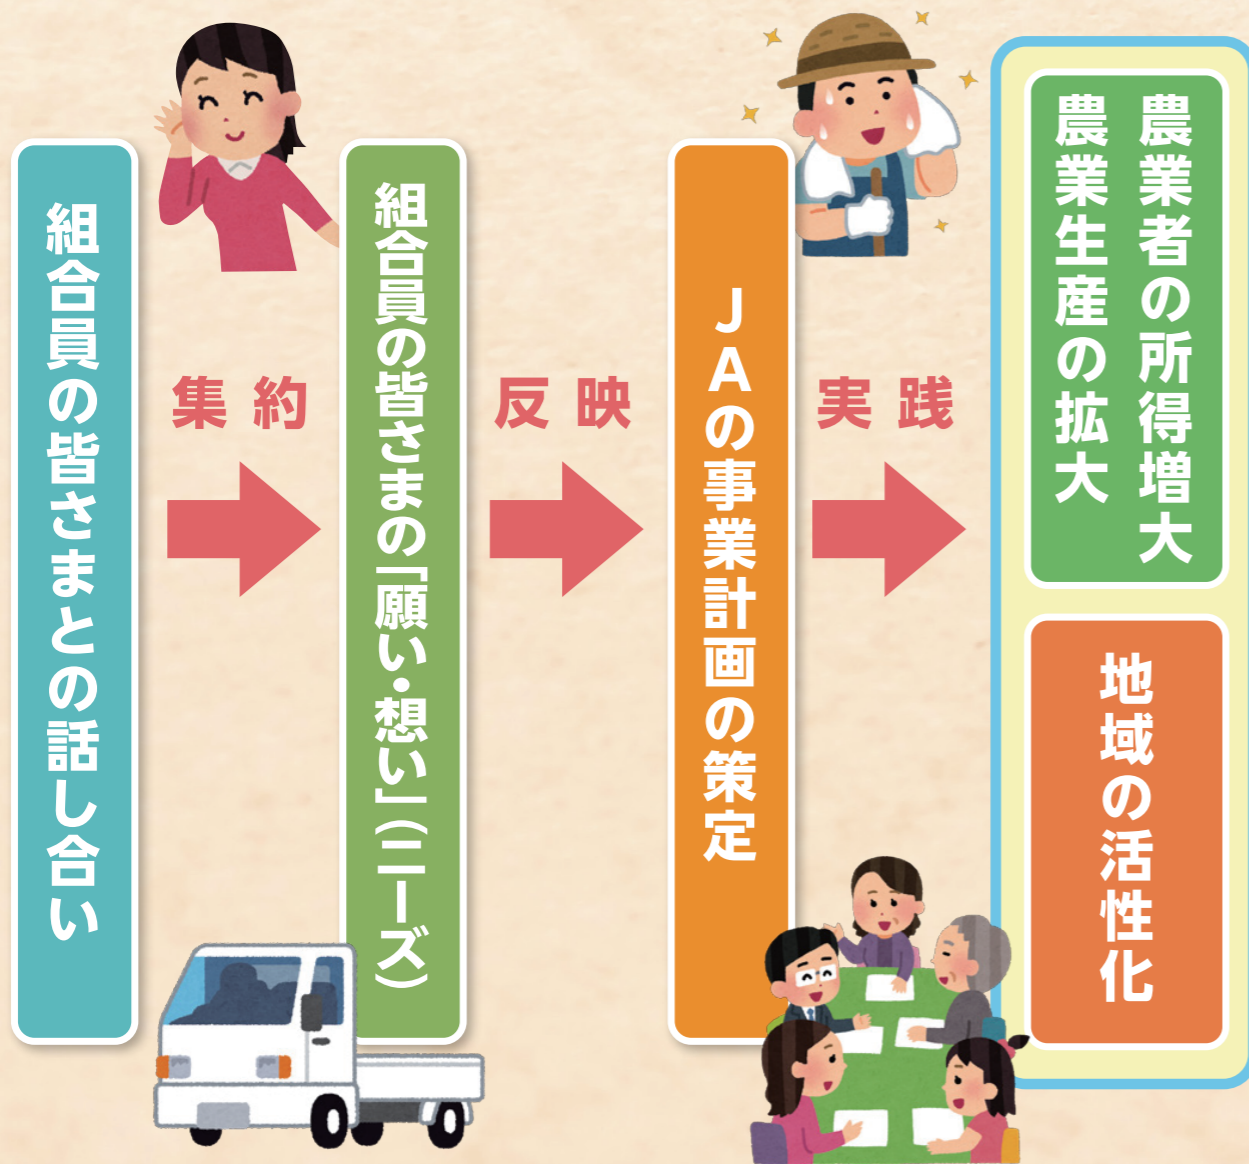 組合員の皆さまとの話し合い
集約
組合員の皆さまの「願い・想い」（ニーズ）
反映
ＪＡの事業計画の策定
実践
農業者の所得増大
農業生産の拡大
地域の活性化